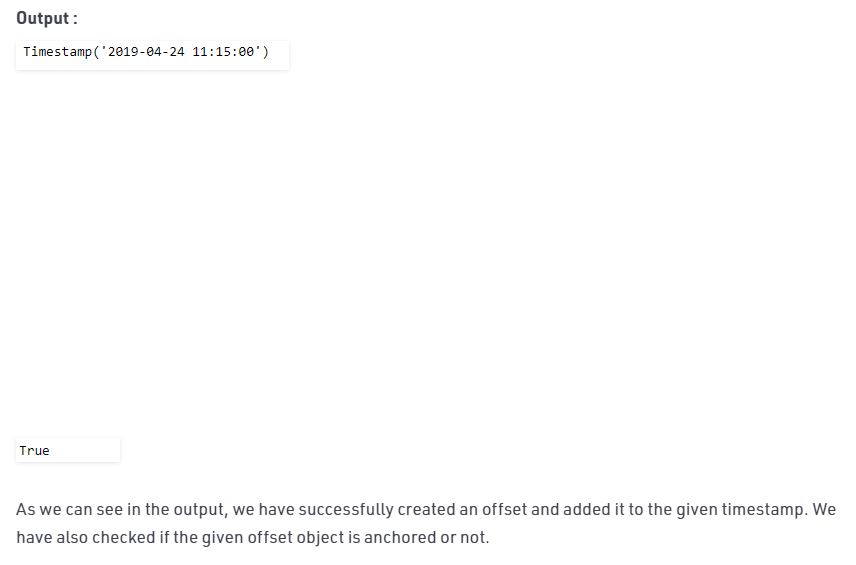 Output :
Timestamp('2019-04-24 11:15:00')
True
As we can see in the output, we have successfully created an offset and added it to the given timestamp. We
have also checked if the given offset object is anchored or not.